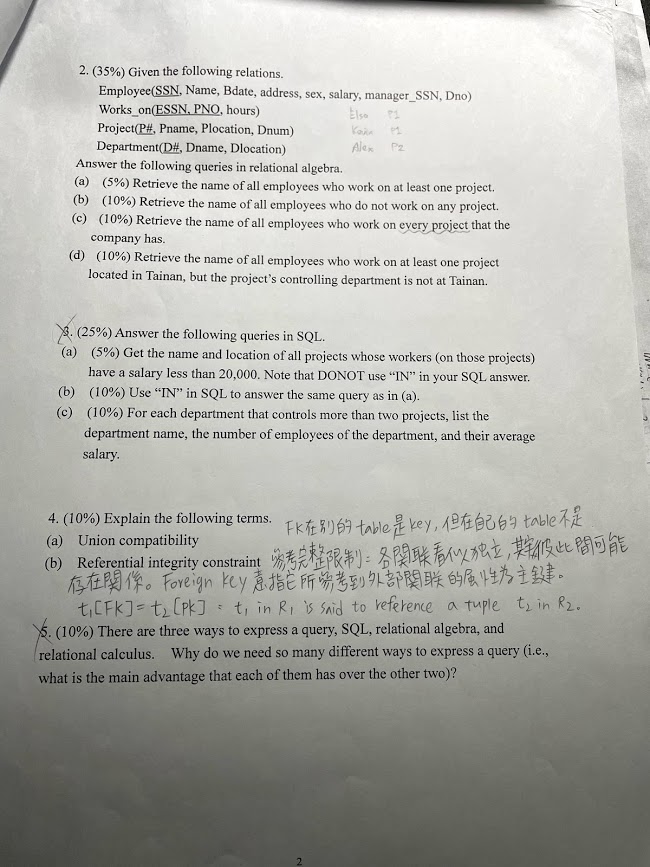 2. (35%) Given the following relations.
Employee(SSN, Name, Bdate, address, sex, salary, manager_SSN, Dno)
Works_on(ESSN, PNO, hours)
Elsa P1
Project(P#, Pname, Plocation, Dnum)
P1
Department(D#, Dname, Dlocation)
Alex P2
Answer the following queries in relational algebra.
(a) (5%) Retrieve the name of all employees who work on at least one project.
(b) (10%) Retrieve the name of all employees who do not work on any project.
(c) (10%) Retrieve the name of all employees who work on every project that the
company has.
(d) (10%) Retrieve the name of all employees who work on at least one project
located in Tainan, but the project's controlling department is not at Tainan.
3. (25%) Answer the following queries in SQL.
(a) (5%) Get the name and location of all projects whose workers (on those projects)
have a salary less than 20,000. Note that DONOT use “IN” in your SQL answer.
(b) (10%) Use “IN” in SQL to answer the same query as in (a).
(c) (10%) For each department that controls more than two projects, list the
department name, the number of employees of the department, and their average
salary.
4. (10%) Explain the following terms.
FK在別的table是key,但在自己的table不是
(a) Union compatibility
(b) Referential integrity constraint 參考完整限制：各關聯看似獨立,其實彼此間可能
存在關係。Foreign key意指它所參考到外部關聯的屬性為主鍵。
t₁[FK]=t₂[PK] : t₁ in R₁ is said to reference a tuple t₂ in R₂.
5. (10%) There are three ways to express a query, SQL, relational algebra, and
relational calculus. Why do we need so many different ways to express a query (i.e.,
what is the main advantage that each of them has over the other two)?
2